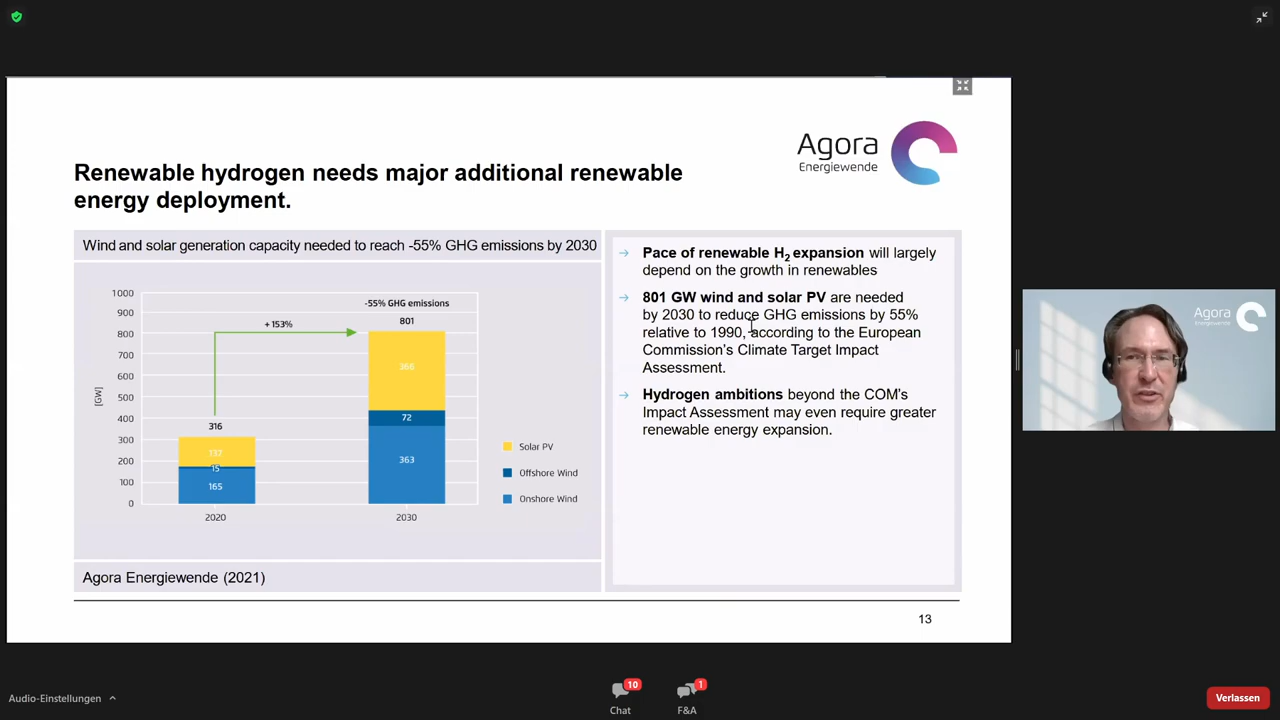 Agora
Energiewende
Renewable hydrogen needs major additional renewable
energy deployment.
Wind and solar generation capacity needed to reach -55% GHG emissions by 2030
1000
900
800
700
600
500
400
300
200
100
0
[GW]
+ 153%
-55% GHG emissions
801
366
72
363
316
137
15
165
2020
2030
Solar PV
Offshore Wind
Onshore Wind
Agora Energiewende (2021)
→ Pace of renewable H₂ expansion will largely
depend on the growth in renewables
→ 801 GW wind and solar PV are needed
by 2030 to reduce GHG emissions by 55%
relative to 1990, according to the European
Commission's Climate Target Impact
Assessment.
→ Hydrogen ambitions beyond the COM's
Impact Assessment may even require greater
renewable energy expansion.
13
Agora
Audio-Einstellungen
10
Chat
1
F&A
Verlassen